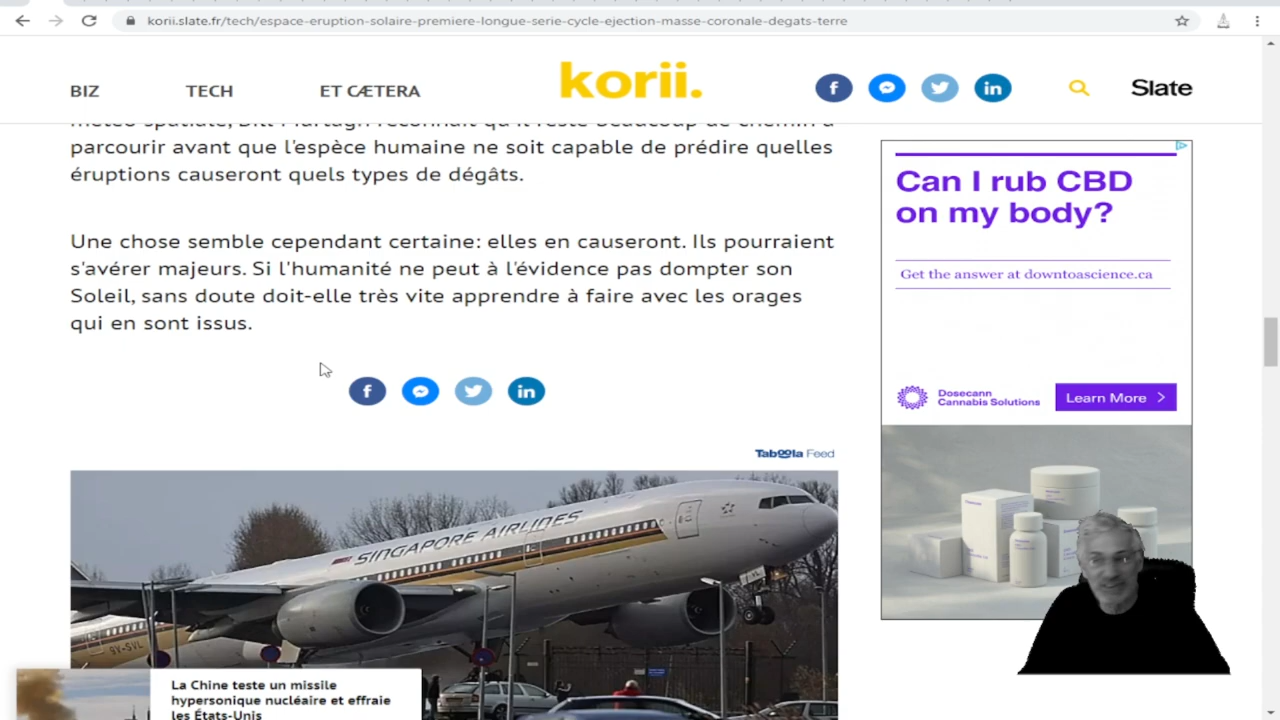 korii.slate.fr/tech/espace-eruption-solaire-premiere-longue-serie-cycle-ejection-masse-coronale-degats-terre
BIZ TECH ET CÆTERA korii. Slate
parcourir avant que l'espèce humaine ne soit capable de prédire quelles
éruptions causeront quels types de dégâts.
Une chose semble cependant certaine: elles en causeront. Ils pourraient
s'avérer majeurs. Si l'humanité ne peut à l'évidence pas dompter son
Soleil, sans doute doit-elle très vite apprendre à faire avec les orages
qui en sont issus.
Taboola Feed
SINGAPORE AIRLINES
9V-SVL
La Chine teste un missile
hypersonique nucléaire et effraie
les États-Unis
Can I rub CBD
on my body?
Get the answer at downtoascience.ca
Dosecann
Cannabis Solutions
Learn More